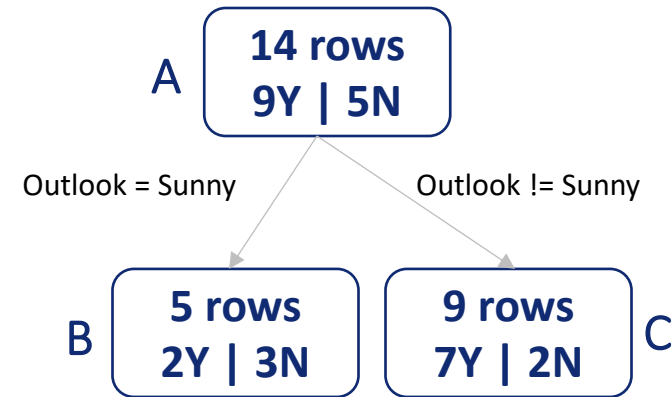 A
14 rows
9Y | 5N
Outlook = Sunny
Outlook != Sunny
B
5 rows
2Y | 3N
9 rows
7Y | 2N
C